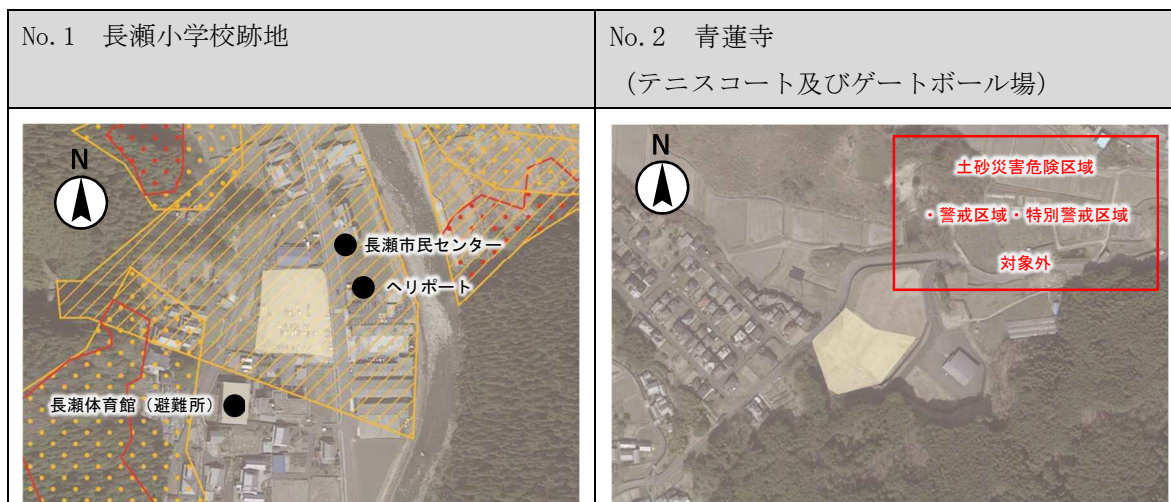 No.1 長瀬小学校跡地
No.2 青蓮寺
(テニスコート及びゲートボール場)
N
長瀬市民センター
ヘリポート
長瀬体育館(避難所)
N
土砂災害危険区域
・警戒区域・特別警戒区域
対象外